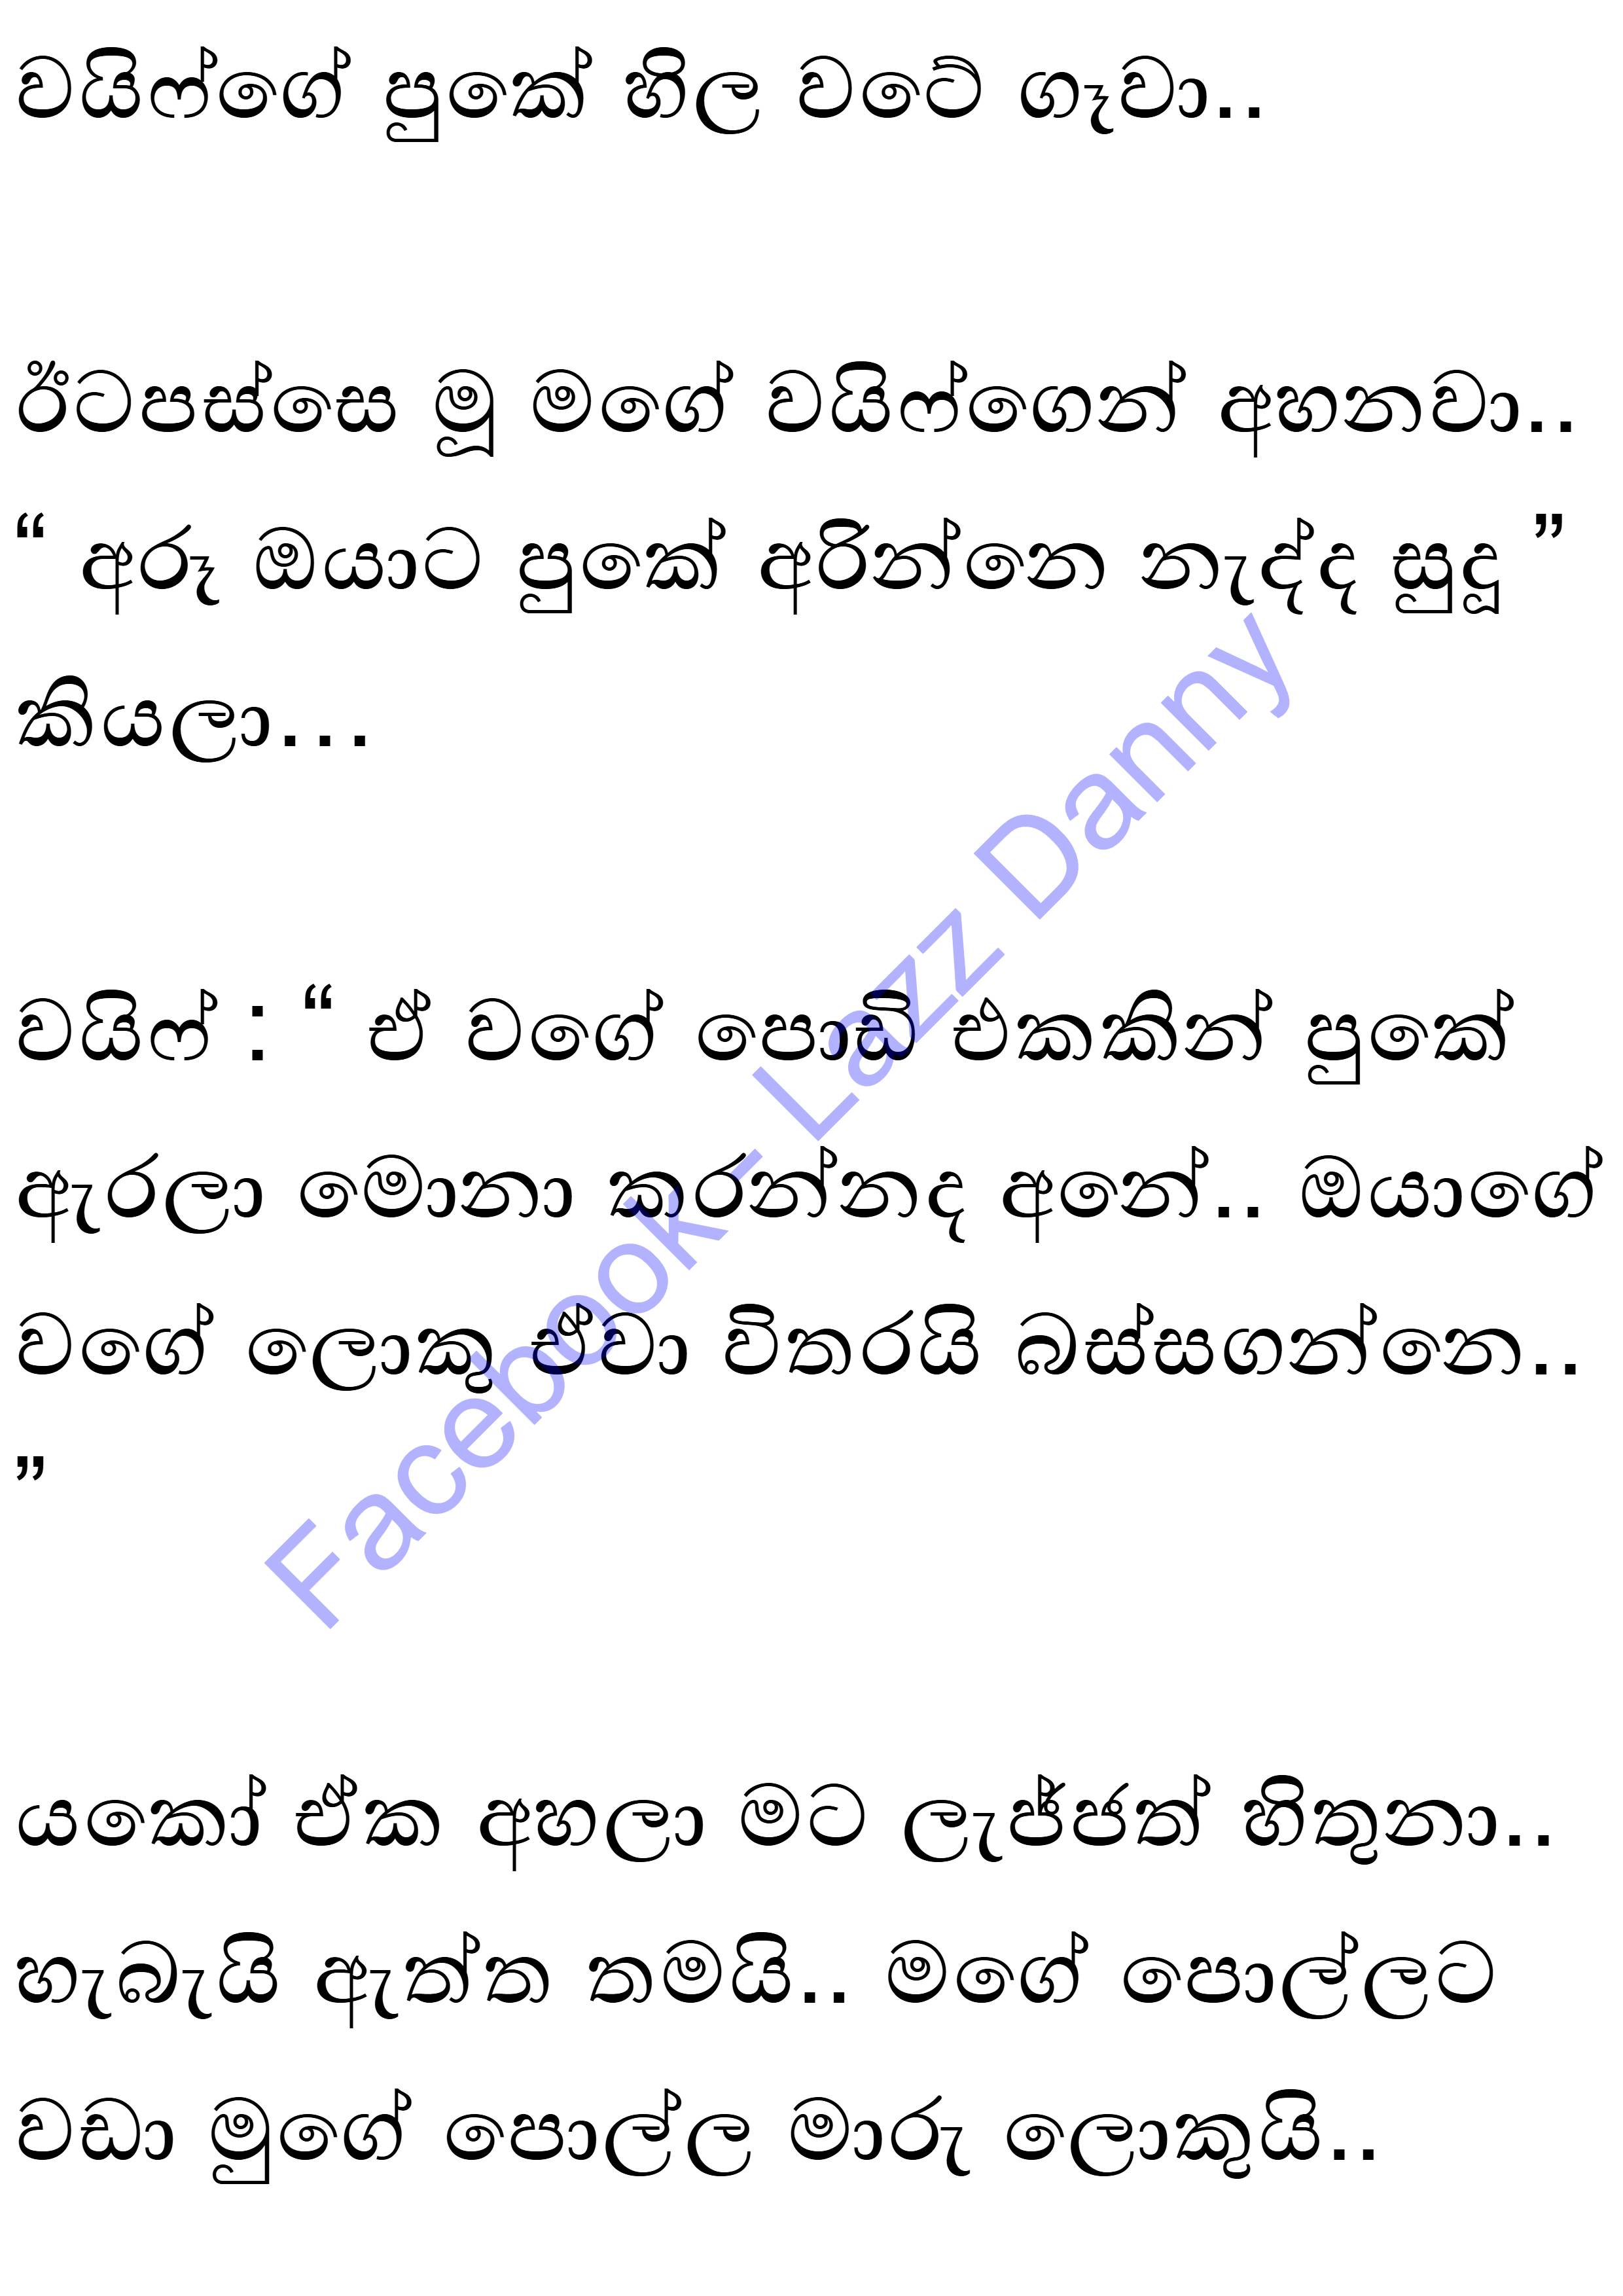 වයිෆ්ගේ පුකේ හිල වටේ ගෑවා..
ඊටපස්සෙ මූ මගේ වයිෆ්ගෙන් අහනවා..
“ අරූ ඔයාට පුකේ අරින්නෙ නැද්ද සුදූ ”
කියලා...
වයිෆ් : “ ඒ වගේ පොඩි එකකින් පුකේ
ඇරලා මොනා කරන්නද අනේ.. ඔයාගේ
වගේ ලොකු ඒවා විතරයි බස්සගන්නෙ..
”
යකෝ ඒක අහලා මට ලැජ්ජත් හිතුනා..
හැබැයි ඇත්ත තමයි.. මගේ පොල්ලට
වඩා මුගේ පොල්ල මාරු ලොකුයි..
Facebook- Lazz Danny